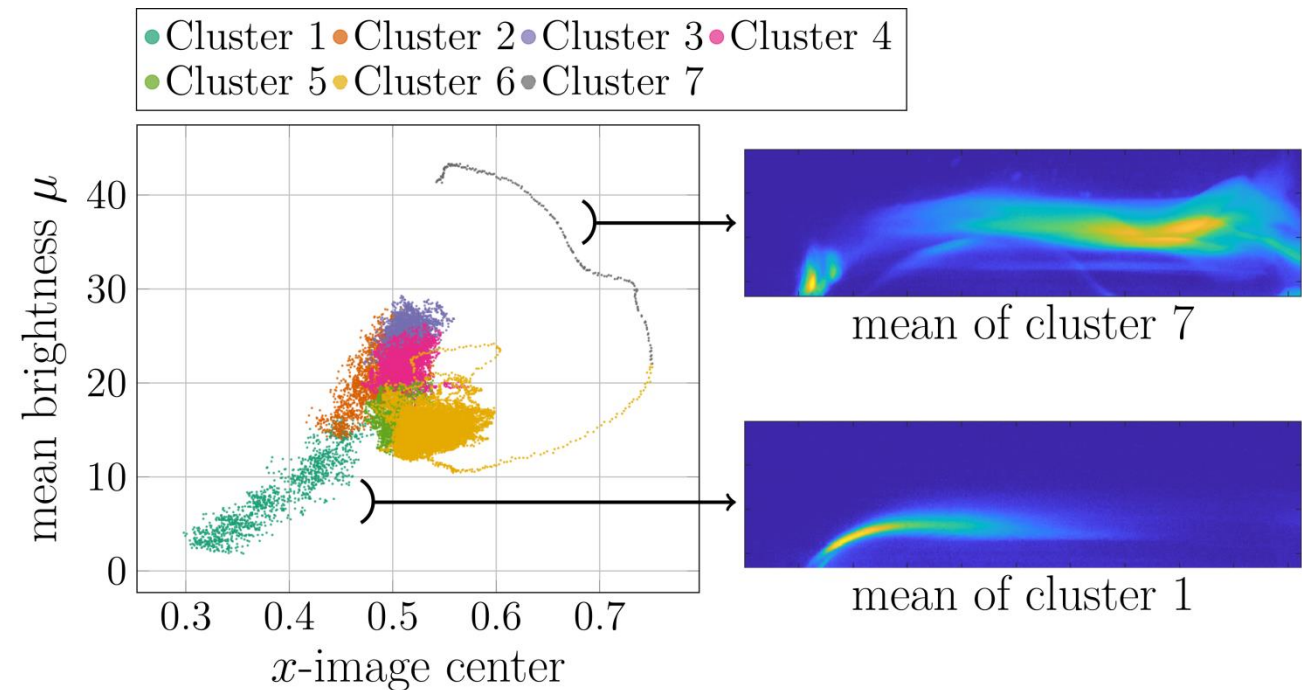 Cluster 1 Cluster 2 Cluster 3 Cluster 4
Cluster 5 Cluster 6 Cluster 7
mean brightness μ
40
30
20
10
0
0.3 0.4 0.5 0.6 0.7
x-image center
mean of cluster 7
mean of cluster 1